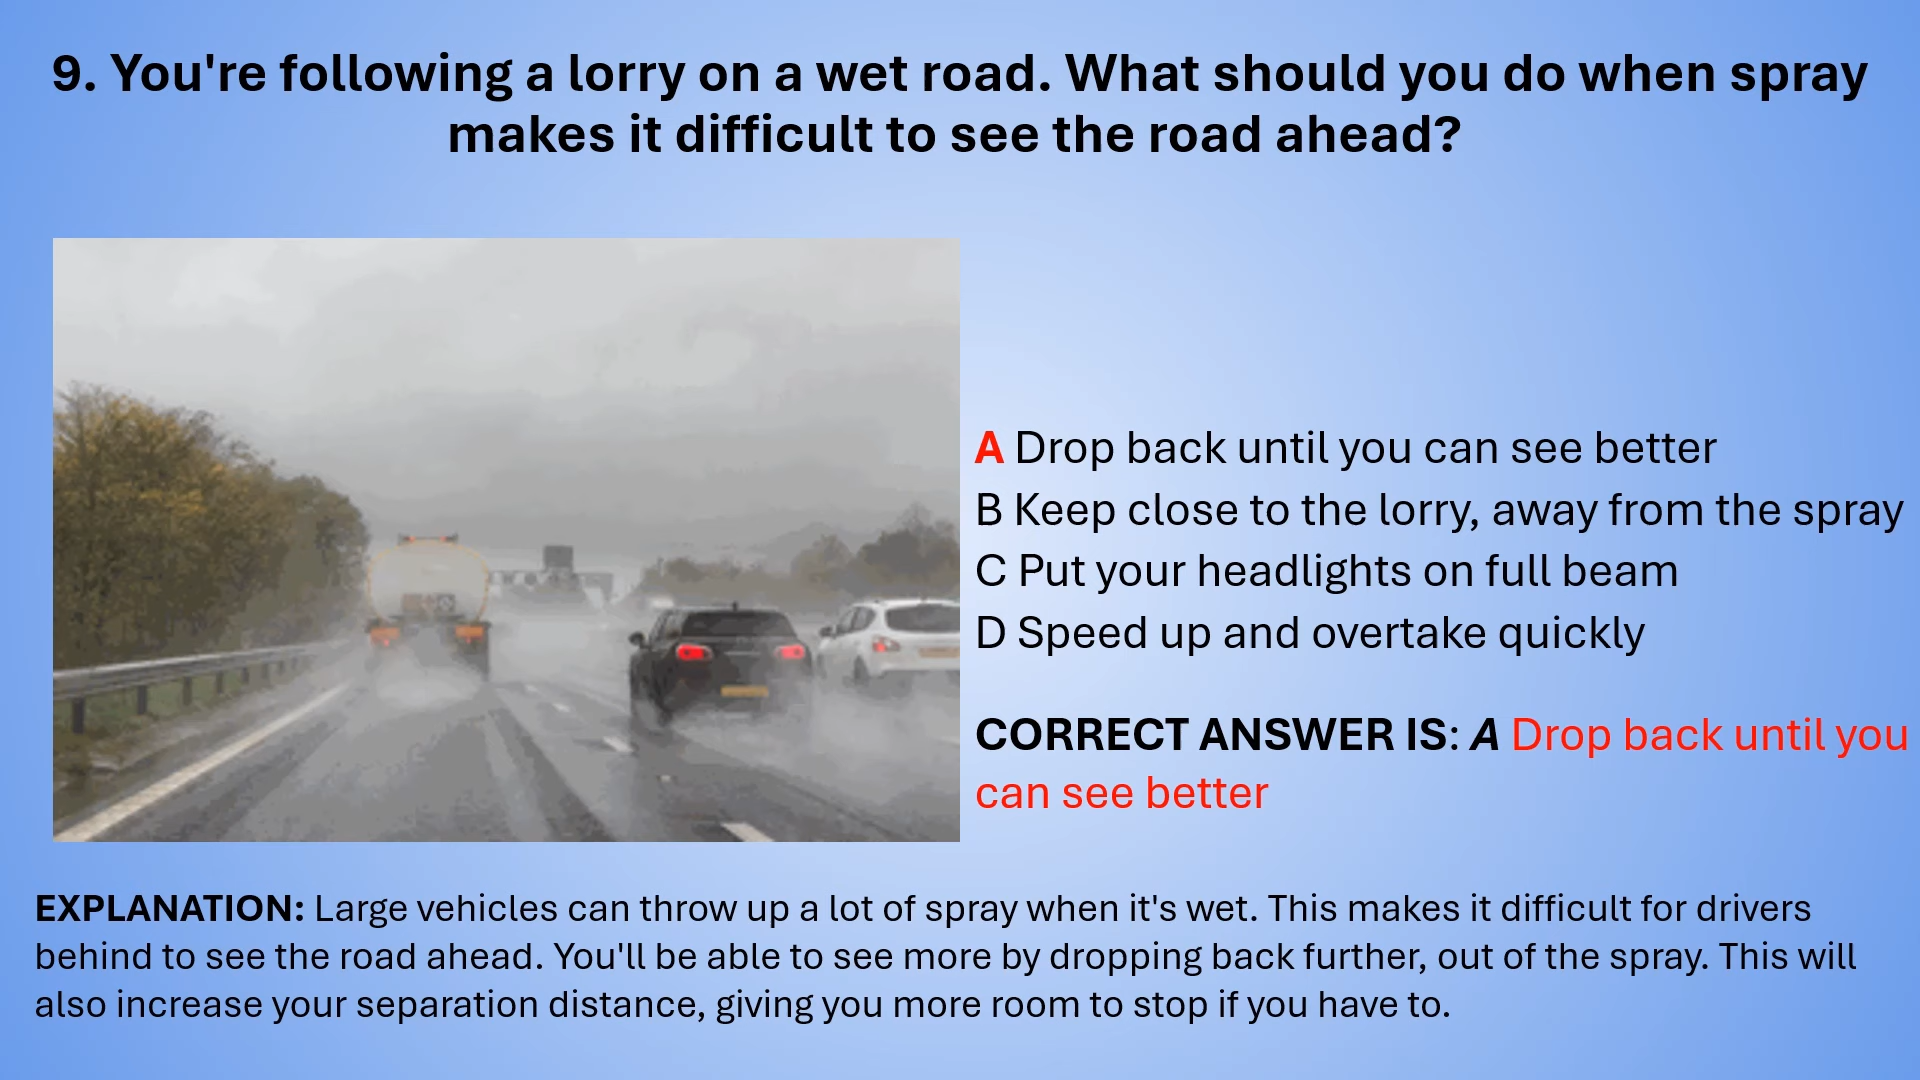 9. You're following a lorry on a wet road. What should you do when spray
makes it difficult to see the road ahead?
A Drop back until you can see better
B Keep close to the lorry, away from the spray
C Put your headlights on full beam
D Speed up and overtake quickly
CORRECT ANSWER IS: A Drop back until you
can see better
EXPLANATION: Large vehicles can throw up a lot of spray when it's wet. This makes it difficult for drivers
behind to see the road ahead. You'll be able to see more by dropping back further, out of the spray. This will
also increase your separation distance, giving you more room to stop if you have to.